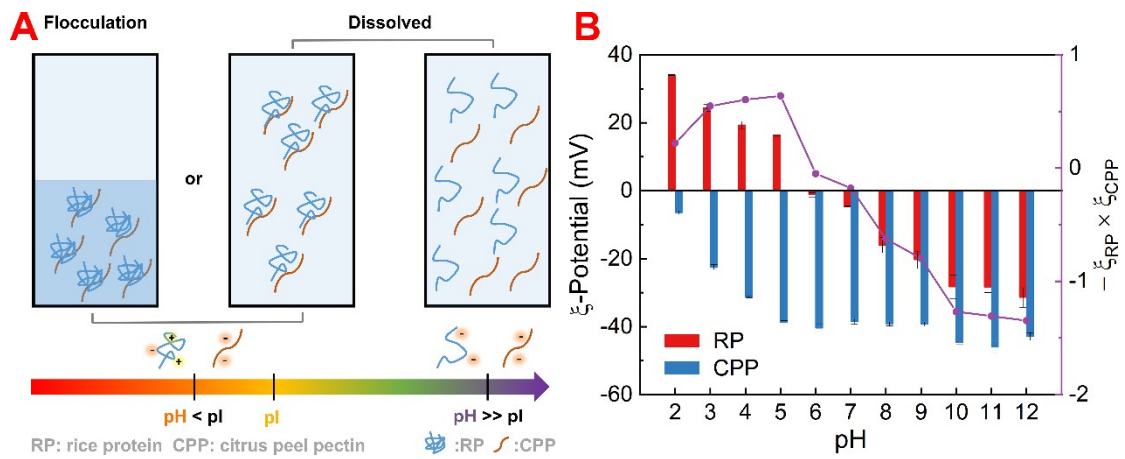 A
Flocculation
Dissolved
or
pH < pI
pI
pH >> pI
RP: rice protein CPP: citrus peel pectin
:RP
:CPP
B
ξ-Potential (mV)
40
20
0
-20
-40
-60
RP
CPP
2 3 4 5 6 7 8 9 10 11 12
pH
1
0
-1
-2
− ξRP × ξCPP